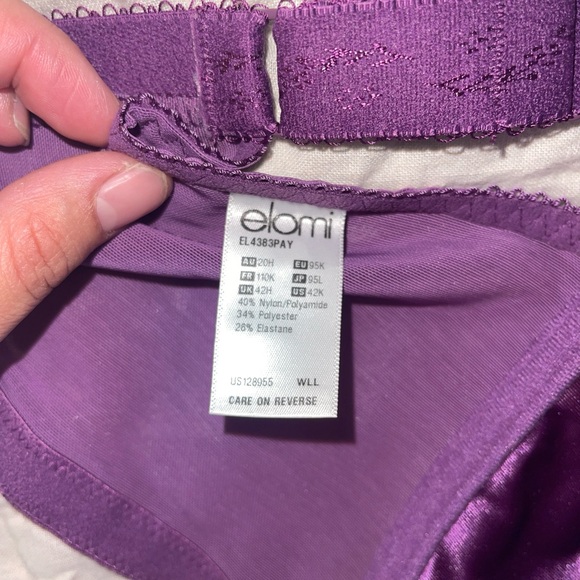 elomi
EL4383PAY
AU 20H EU 95K
FR 110K JP 95L
UK 42H US 42K
40% Nylon/Polyamide
34% Polyester
26% Elastane
US128955 WLL
CARE ON REVERSE